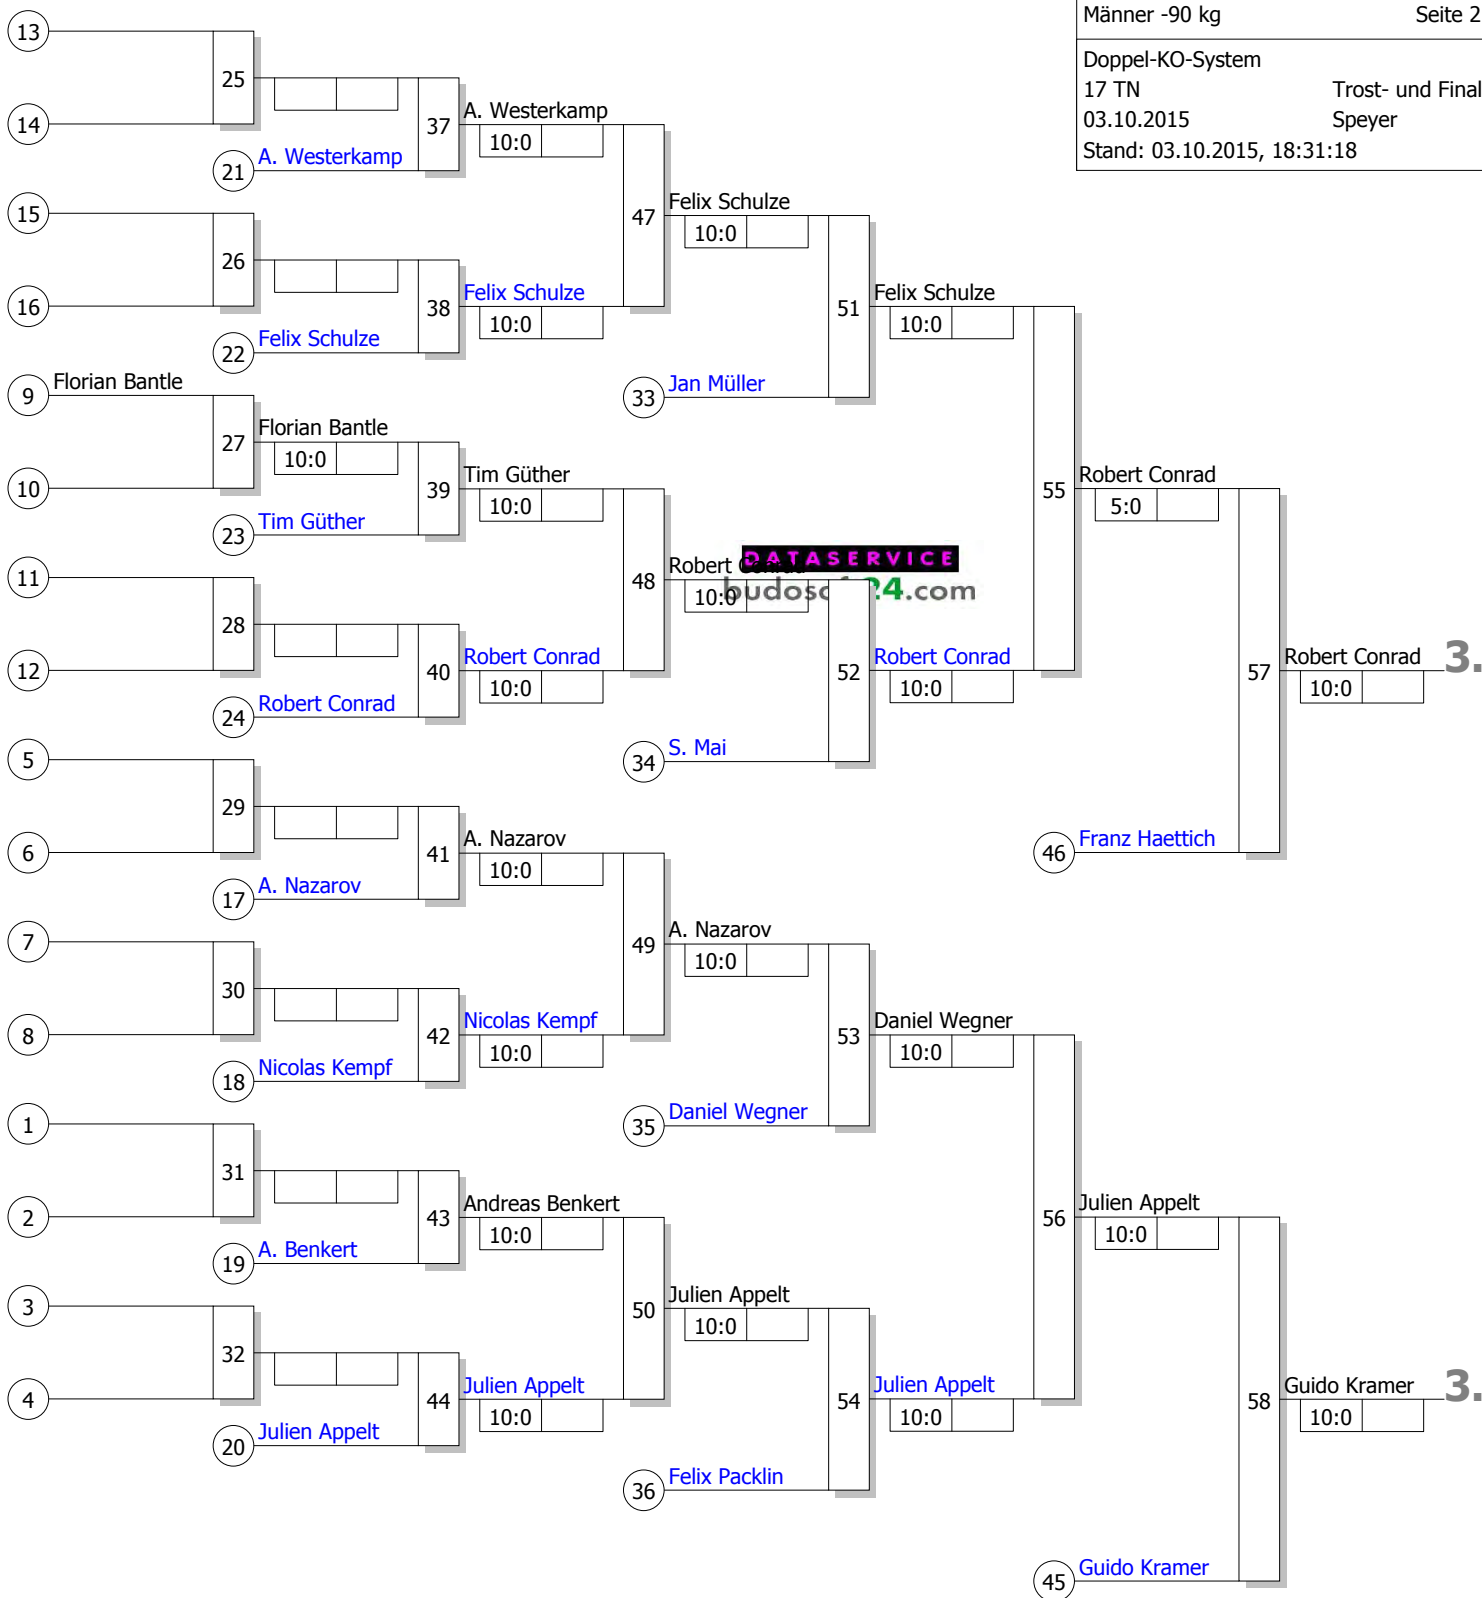 Männer -90 kg Seite 2
Doppel-KO-System
17 TN Trost- und Final
03.10.2015 Speyer
Stand: 03.10.2015, 18:31:18
13
25
14
37
A. Westerkamp
10:0
21
A. Westerkamp
15
47
Felix Schulze
10:0
26
16
38
Felix Schulze
10:0
22
Felix Schulze
51
Felix Schulze
10:0
33
Jan Müller
9
Florian Bantle
27
Florian Bantle
10:0
10
39
Tim Güther
10:0
23
Tim Güther
55
Robert Conrad
5:0
DATASERVICE
budosoft24.com
11
48
Robert Conrad
10:0
28
12
40
Robert Conrad
10:0
24
Robert Conrad
52
Robert Conrad
10:0
57
Robert Conrad
10:0
3.
34
S. Mai
5
29
6
41
A. Nazarov
10:0
17
A. Nazarov
46
Franz Haettich
7
49
A. Nazarov
10:0
30
8
42
Nicolas Kempf
10:0
18
Nicolas Kempf
53
Daniel Wegner
10:0
35
Daniel Wegner
1
31
2
43
Andreas Benkert
10:0
19
A. Benkert
56
Julien Appelt
10:0
3
50
Julien Appelt
10:0
32
4
44
Julien Appelt
10:0
20
Julien Appelt
54
Julien Appelt
10:0
58
Guido Kramer
10:0
3.
36
Felix Packlin
45
Guido Kramer